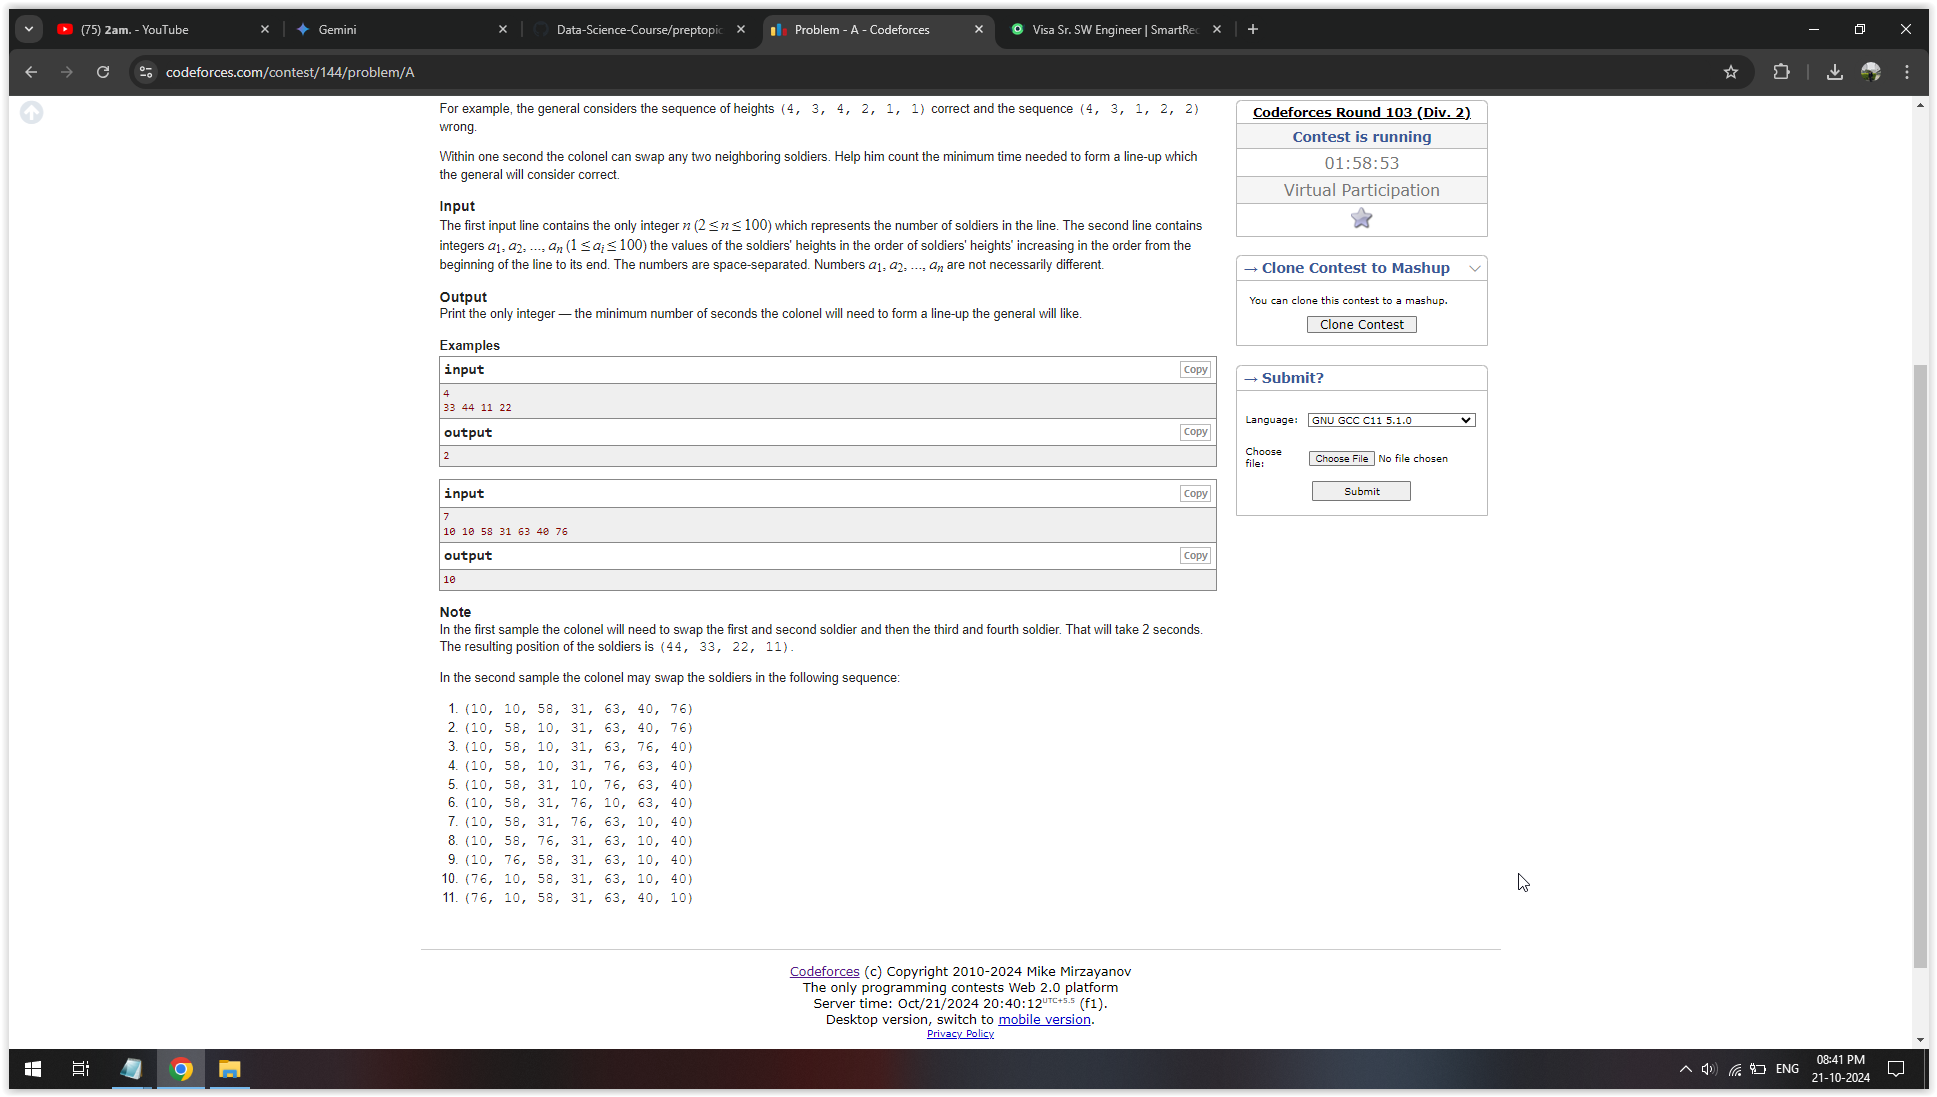 (75) 2am. - YouTube
Gemini
Data-Science-Course/preptopic
Problem - A - Codeforces
Visa Sr. SW Engineer | SmartRec
codeforces.com/contest/144/problem/A
For example, the general considers the sequence of heights (4, 3, 4, 2, 1, 1) correct and the sequence (4, 3, 1, 2, 2)
wrong.
Within one second the colonel can swap any two neighboring soldiers. Help him count the minimum time needed to form a line-up which
the general will consider correct.
Input
The first input line contains the only integer n (2 ≤ n ≤ 100) which represents the number of soldiers in the line. The second line contains
integers a1, a2, ..., an (1 ≤ ai ≤ 100) the values of the soldiers' heights in the order of soldiers' heights' increasing in the order from the
beginning of the line to its end. The numbers are space-separated. Numbers a1, a2, ..., an are not necessarily different.
Output
Print the only integer — the minimum number of seconds the colonel will need to form a line-up the general will like.
Examples
input
Copy
4
33 44 11 22
output
Copy
2
input
Copy
7
10 10 58 31 63 40 76
output
Copy
10
Note
In the first sample the colonel will need to swap the first and second soldier and then the third and fourth soldier. That will take 2 seconds.
The resulting position of the soldiers is (44, 33, 22, 11).
In the second sample the colonel may swap the soldiers in the following sequence:
1. (10, 10, 58, 31, 63, 40, 76)
2. (10, 58, 10, 31, 63, 40, 76)
3. (10, 58, 10, 31, 63, 76, 40)
4. (10, 58, 10, 31, 76, 63, 40)
5. (10, 58, 31, 10, 76, 63, 40)
6. (10, 58, 31, 76, 10, 63, 40)
7. (10, 58, 31, 76, 63, 10, 40)
8. (10, 58, 76, 31, 63, 10, 40)
9. (10, 76, 58, 31, 63, 10, 40)
10. (76, 10, 58, 31, 63, 10, 40)
11. (76, 10, 58, 31, 63, 40, 10)
Codeforces Round 103 (Div. 2)
Contest is running
01:58:53
Virtual Participation
→ Clone Contest to Mashup
You can clone this contest to a mashup.
Clone Contest
→ Submit?
Language:
GNU GCC C11 5.1.0
Choose
file:
Choose File No file chosen
Submit
Codeforces (c) Copyright 2010-2024 Mike Mirzayanov
The only programming contests Web 2.0 platform
Server time: Oct/21/2024 20:40:12UTC+5.5 (f1).
Desktop version, switch to mobile version.
Privacy Policy
ENG
08:41 PM
21-10-2024